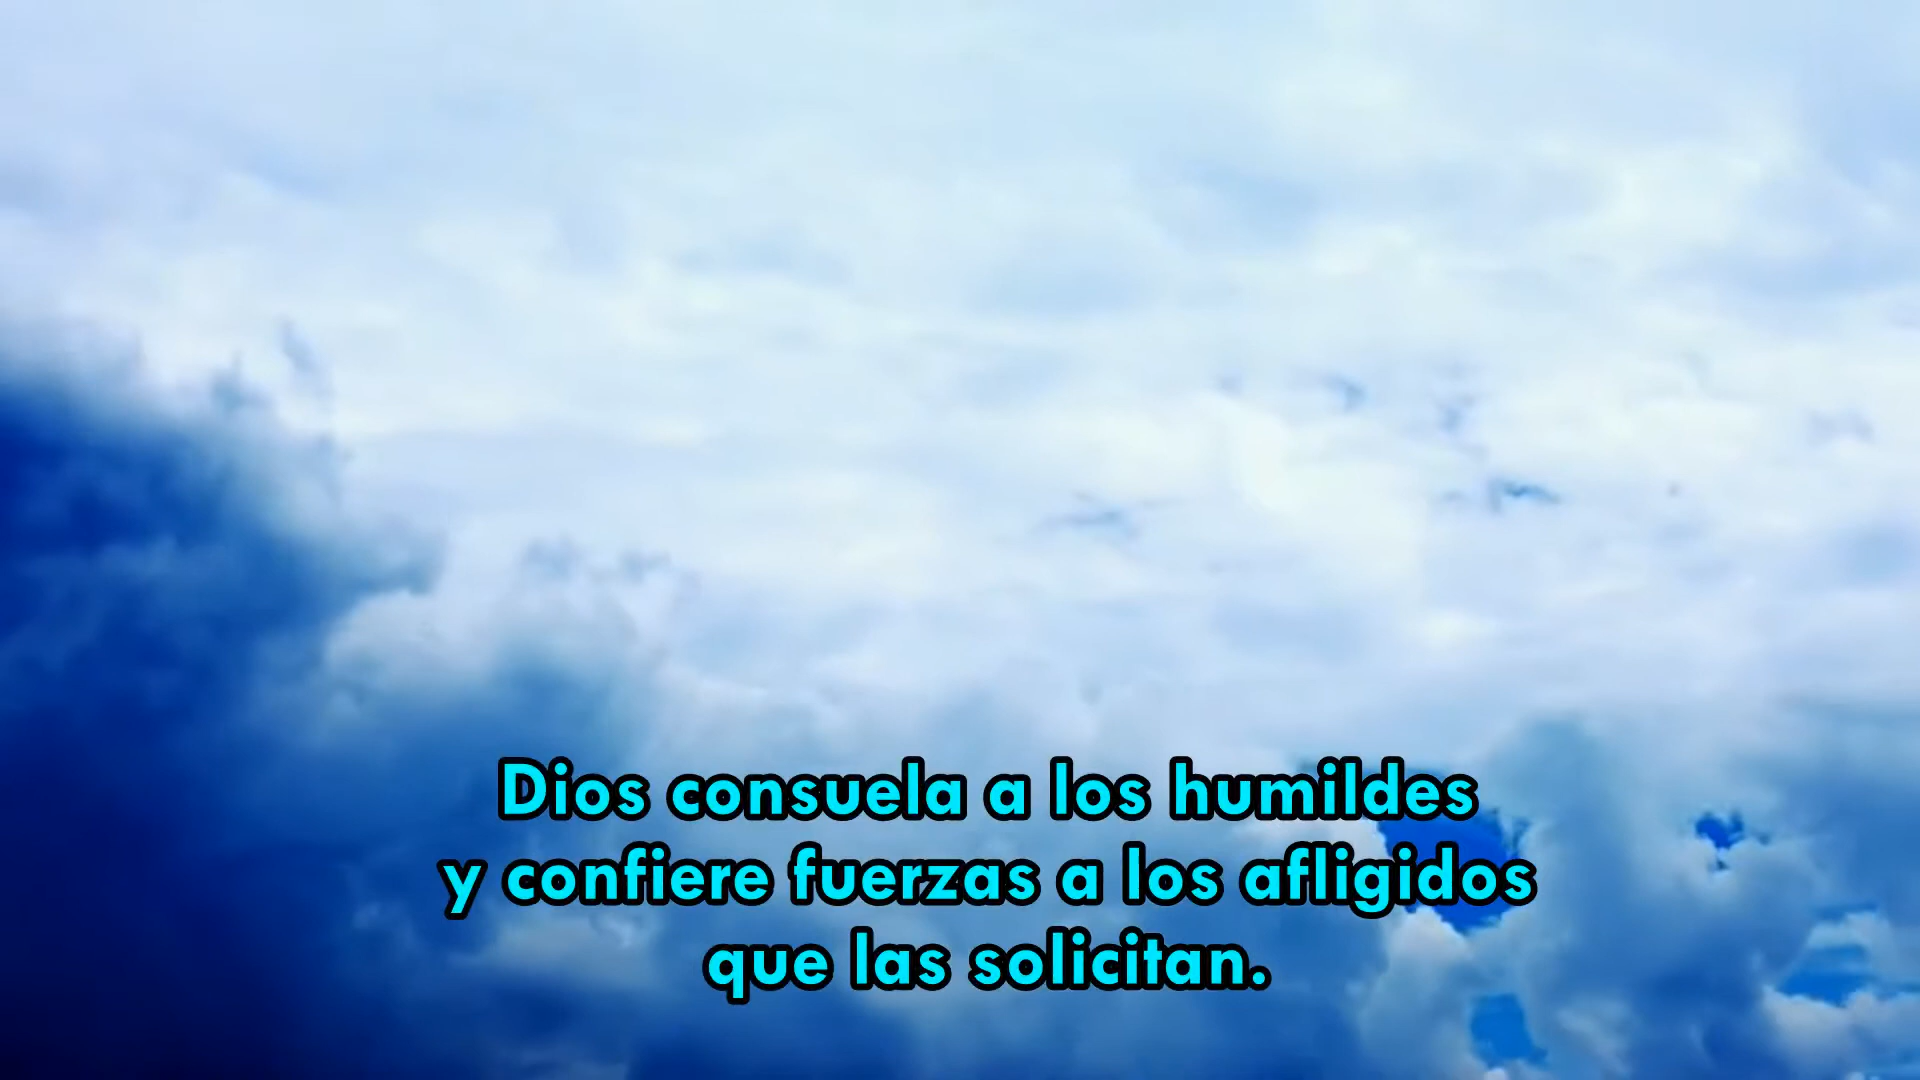 Dios consuela a los humildes
y confiere fuerzas a los afligidos
que las solicitan.